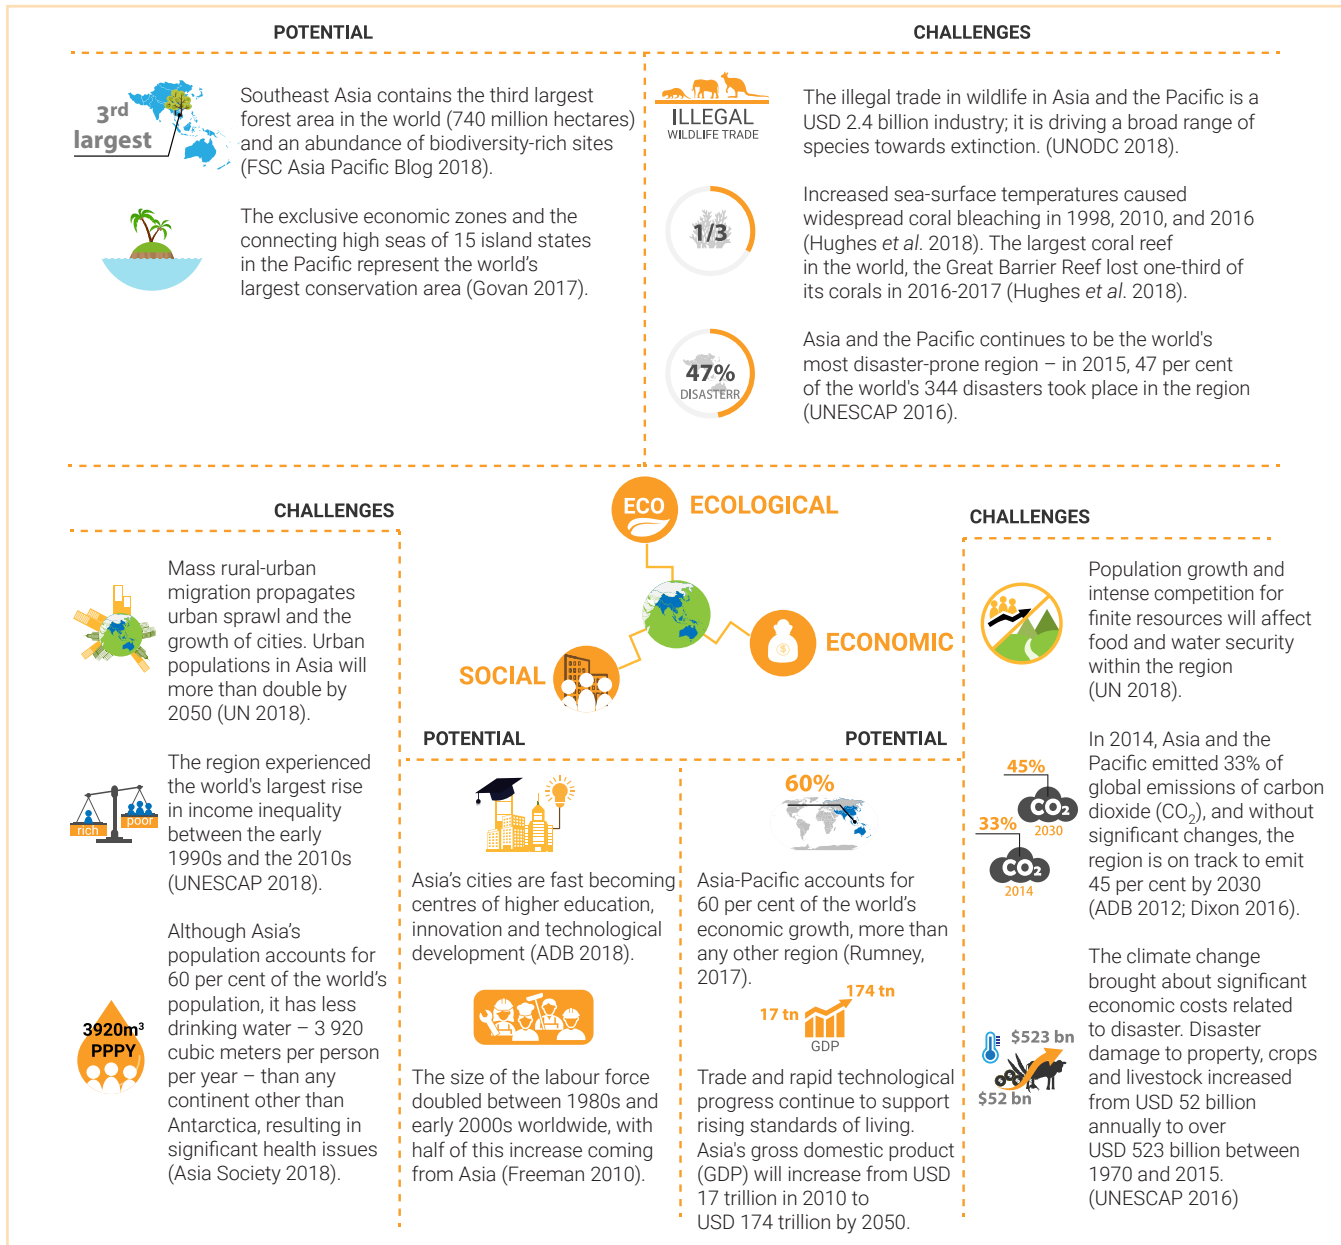 POTENTIAL
3rd
largest
Southeast Asia contains the third largest
forest area in the world (740 million hectares)
and an abundance of biodiversity-rich sites
(FSC Asia Pacific Blog 2018).
The exclusive economic zones and the
connecting high seas of 15 island states
in the Pacific represent the world's
largest conservation area (Govan 2017).
CHALLENGES
ILLEGAL
WILDLIFE TRADE
The illegal trade in wildlife in Asia and the Pacific is a
USD 2.4 billion industry; it is driving a broad range of
species towards extinction. (UNODC 2018).
1/3
Increased sea-surface temperatures caused
widespread coral bleaching in 1998, 2010, and 2016
(Hughes et al. 2018). The largest coral reef
in the world, the Great Barrier Reef lost one-third of
its corals in 2016-2017 (Hughes et al. 2018).
47%
DISASTERR
Asia and the Pacific continues to be the world's
most disaster-prone region – in 2015, 47 per cent
of the world's 344 disasters took place in the region
(UNESCAP 2016).
ECO
ECOLOGICAL
SOCIAL
ECONOMIC
CHALLENGES
Mass rural-urban
migration propagates
urban sprawl and the
growth of cities. Urban
populations in Asia will
more than double by
2050 (UN 2018).
rich
poor
The region experienced
the world's largest rise
in income inequality
between the early
1990s and the 2010s
(UNESCAP 2018).
3920m³
PPPY
Although Asia's
population accounts for
60 per cent of the world's
population, it has less
drinking water – 3 920
cubic meters per person
per year – than any
continent other than
Antarctica, resulting in
significant health issues
(Asia Society 2018).
POTENTIAL
Asia's cities are fast becoming
centres of higher education,
innovation and technological
development (ADB 2018).
The size of the labour force
doubled between 1980s and
early 2000s worldwide, with
half of this increase coming
from Asia (Freeman 2010).
POTENTIAL
60%
Asia-Pacific accounts for
60 per cent of the world's
economic growth, more than
any other region (Rumney,
2017).
17 tn
174 tn
GDP
Trade and rapid technological
progress continue to support
rising standards of living.
Asia's gross domestic product
(GDP) will increase from USD
17 trillion in 2010 to
USD 174 trillion by 2050.
CHALLENGES
Population growth and
intense competition for
finite resources will affect
food and water security
within the region
(UN 2018).
45%
CO₂
2030
33%
CO₂
2014
In 2014, Asia and the
Pacific emitted 33% of
global emissions of carbon
dioxide (CO₂), and without
significant changes, the
region is on track to emit
45 per cent by 2030
(ADB 2012; Dixon 2016).
$523 bn
$52 bn
The climate change
brought about significant
economic costs related
to disaster. Disaster
damage to property, crops
and livestock increased
from USD 52 billion
annually to over
USD 523 billion between
1970 and 2015.
(UNESCAP 2016)